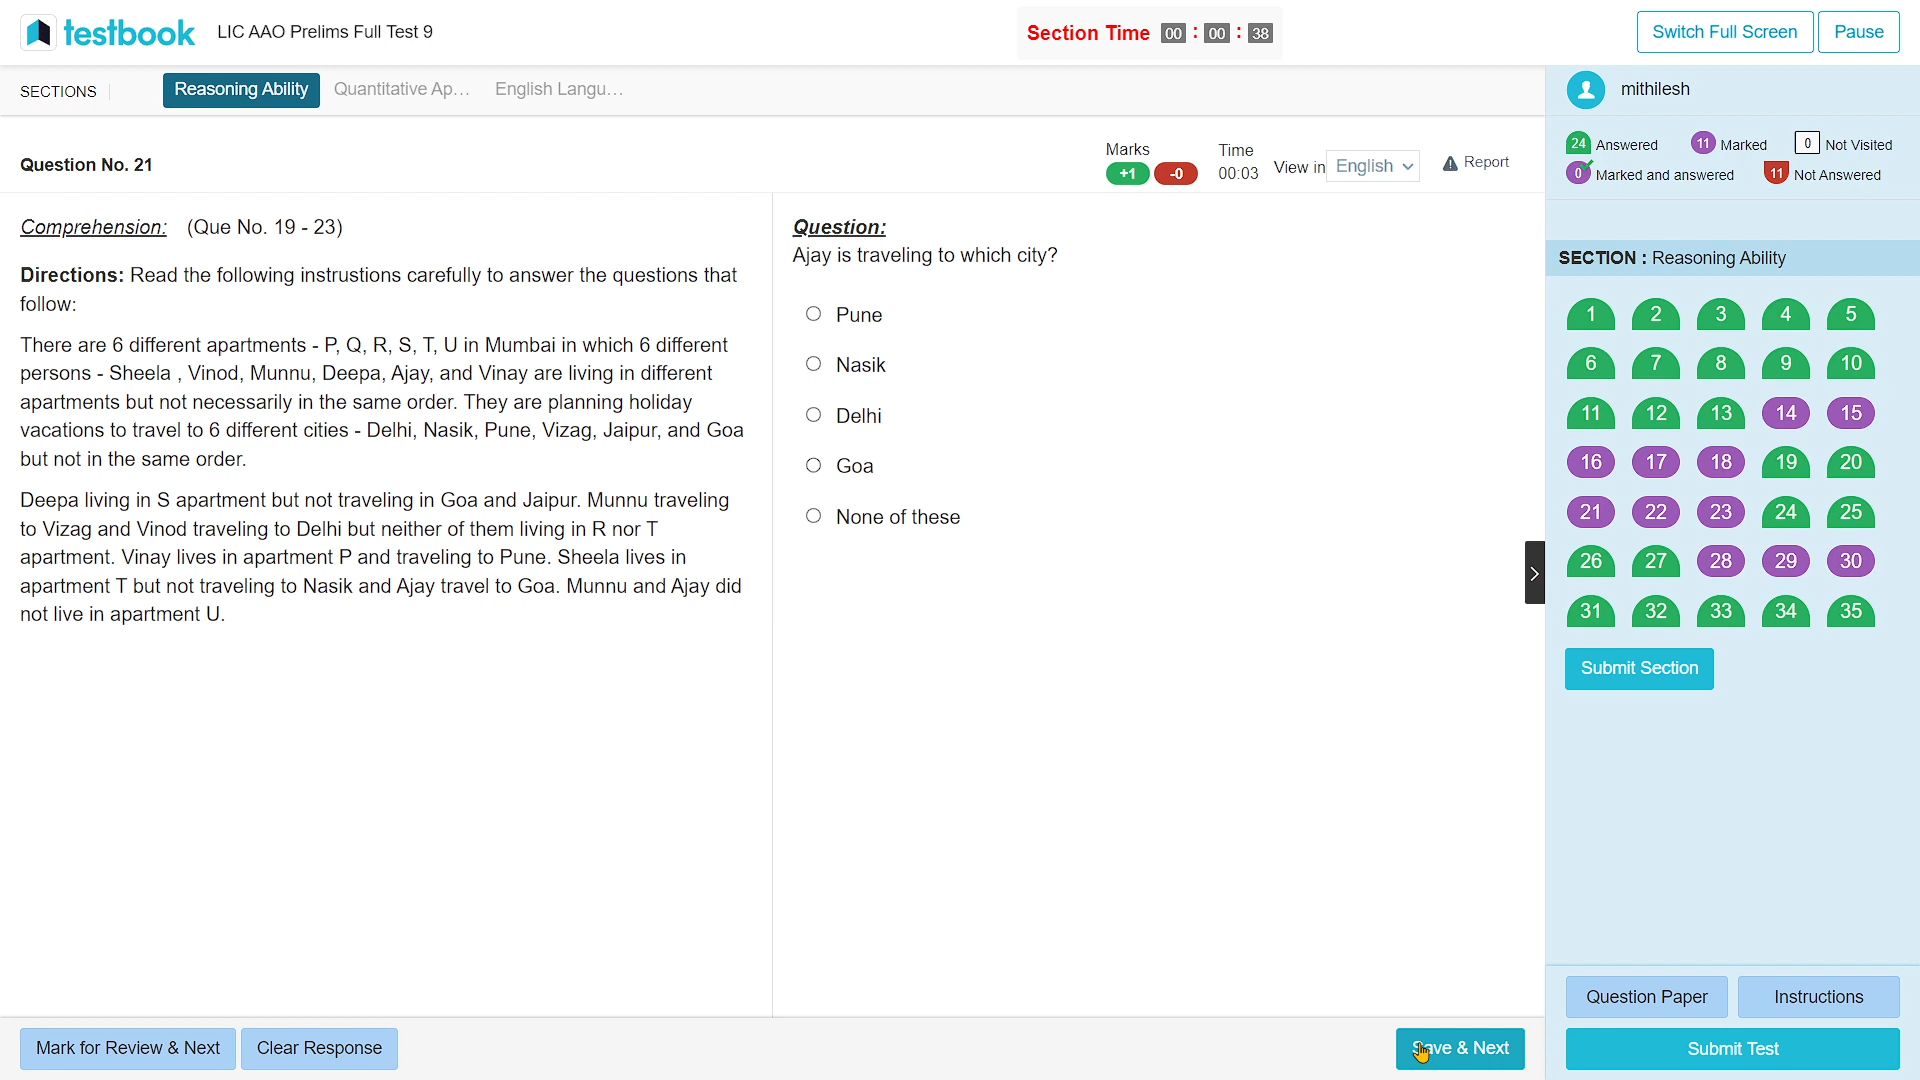 testbook LIC AAO Prelims Full Test 9 Section Time 00 : 00 : 38 Switch Full Screen Pause
SECTIONS Reasoning Ability Quantitative Ap... English Langu... mithilesh
24 Answered 11 Marked 0 Not Visited
0 Marked and answered 11 Not Answered
Question No. 21 Marks +1 -0 Time 00:03 View in English Report
Comprehension: (Que No. 19 - 23)
Directions: Read the following instrustions carefully to answer the questions that
follow:
There are 6 different apartments - P, Q, R, S, T, U in Mumbai in which 6 different
persons - Sheela , Vinod, Munnu, Deepa, Ajay, and Vinay are living in different
apartments but not necessarily in the same order. They are planning holiday
vacations to travel to 6 different cities - Delhi, Nasik, Pune, Vizag, Jaipur, and Goa
but not in the same order.
Deepa living in S apartment but not traveling in Goa and Jaipur. Munnu traveling
to Vizag and Vinod traveling to Delhi but neither of them living in R nor T
apartment. Vinay lives in apartment P and traveling to Pune. Sheela lives in
apartment T but not traveling to Nasik and Ajay travel to Goa. Munnu and Ajay did
not live in apartment U.
Question:
Ajay is traveling to which city?
Pune
Nasik
Delhi
Goa
None of these
SECTION : Reasoning Ability
1 2 3 4 5
6 7 8 9 10
11 12 13 14 15
16 17 18 19 20
21 22 23 24 25
26 27 28 29 30
31 32 33 34 35
Submit Section
Question Paper Instructions
Mark for Review & Next Clear Response Save & Next Submit Test